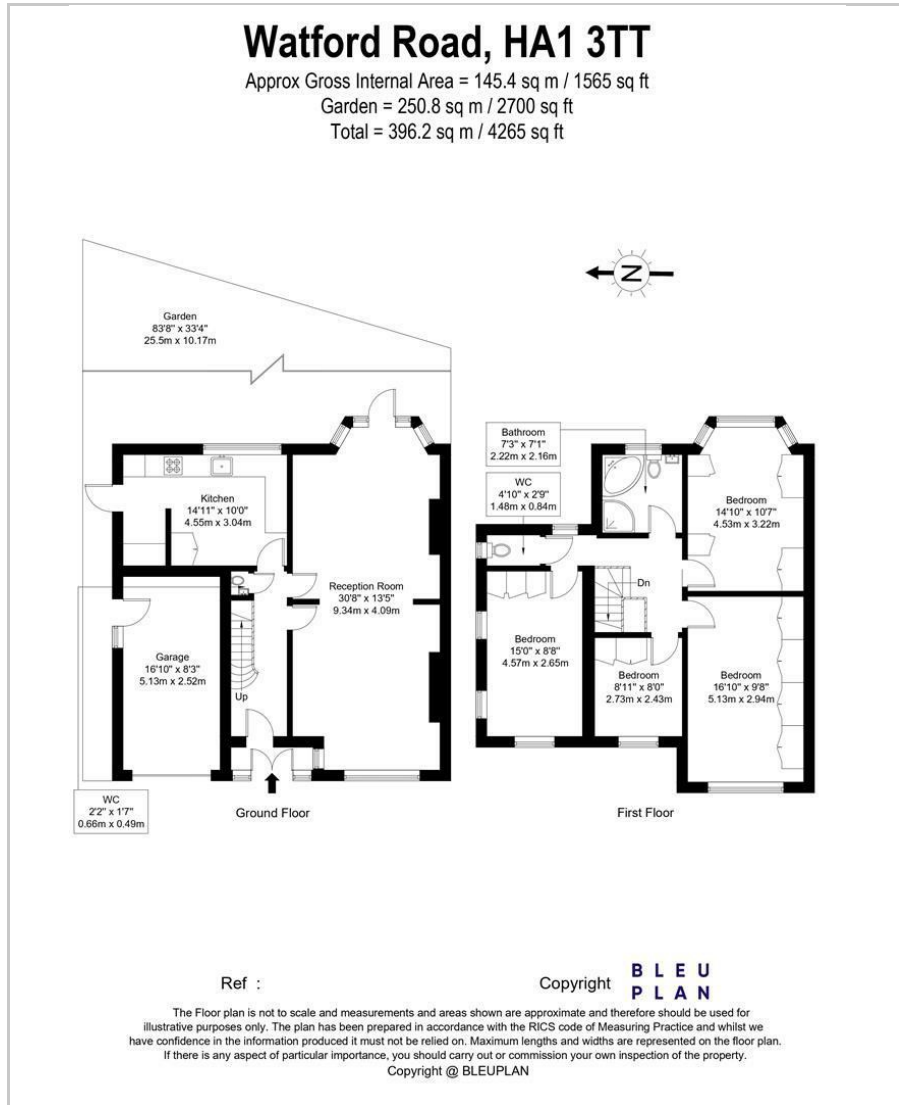 Watford Road, HA1 3TT
Approx Gross Internal Area = 145.4 sq m / 1565 sq ft
Garden = 250.8 sq m / 2700 sq ft
Total = 396.2 sq m / 4265 sq ft
N
Garden
83'8" x 33'4"
25.5m x 10.17m
Kitchen
14'11" x 10'0"
4.55m x 3.04m
Reception Room
30'8" x 13'5"
9.34m x 4.09m
Garage
16'10" x 8'3"
5.13m x 2.52m
Up
WC
2'2" x 1'7"
0.66m x 0.49m
Ground Floor
Bathroom
7'3" x 7'1"
2.22m x 2.16m
WC
4'10" x 2'9"
1.48m x 0.84m
Bedroom
14'10" x 10'7"
4.53m x 3.22m
Dn
Bedroom
15'0" x 8'8"
4.57m x 2.65m
Bedroom
8'11" x 8'0"
2.73m x 2.43m
Bedroom
16'10" x 9'8"
5.13m x 2.94m
First Floor
Ref :
Copyright
BLEU
PLAN
The Floor plan is not to scale and measurements and areas shown are approximate and therefore should be used for
illustrative purposes only. The plan has been prepared in accordance with the RICS code of Measuring Practice and whilst we
have confidence in the information produced it must not be relied on. Maximum lengths and widths are represented on the floor plan.
If there is any aspect of particular importance, you should carry out or commission your own inspection of the property.
Copyright @ BLEUPLAN